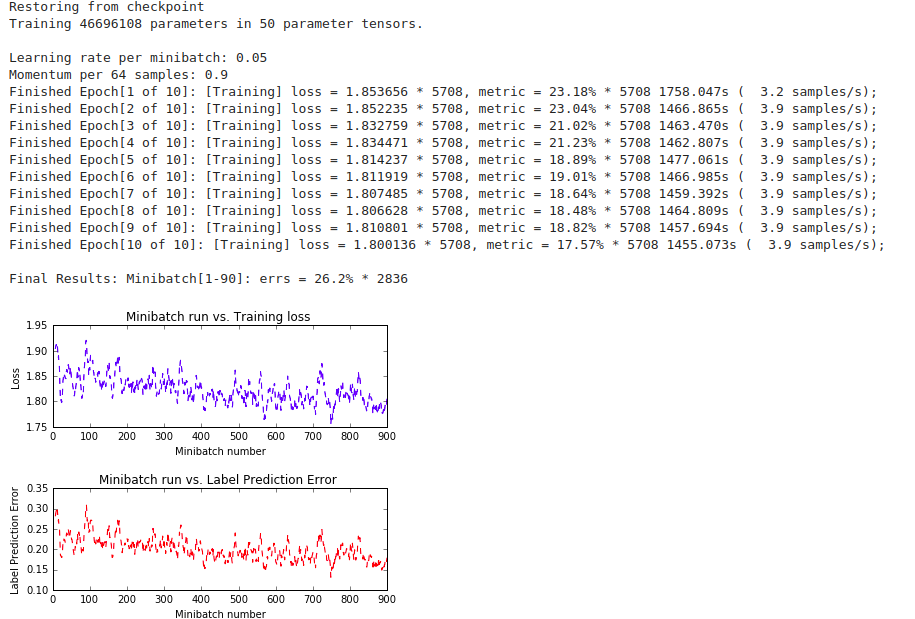 Restoring from checkpoint
Training 46696108 parameters in 50 parameter tensors.
Learning rate per minibatch: 0.05
Momentum per 64 samples: 0.9
Finished Epoch[1 of 10]: [Training] loss = 1.853656 * 5708, metric = 23.18% * 5708 1758.047s (  3.2 samples/s);
Finished Epoch[2 of 10]: [Training] loss = 1.852235 * 5708, metric = 23.04% * 5708 1466.865s (  3.9 samples/s);
Finished Epoch[3 of 10]: [Training] loss = 1.832759 * 5708, metric = 21.02% * 5708 1463.470s (  3.9 samples/s);
Finished Epoch[4 of 10]: [Training] loss = 1.834471 * 5708, metric = 21.23% * 5708 1462.807s (  3.9 samples/s);
Finished Epoch[5 of 10]: [Training] loss = 1.814237 * 5708, metric = 18.89% * 5708 1477.061s (  3.9 samples/s);
Finished Epoch[6 of 10]: [Training] loss = 1.811919 * 5708, metric = 19.01% * 5708 1466.985s (  3.9 samples/s);
Finished Epoch[7 of 10]: [Training] loss = 1.807485 * 5708, metric = 18.64% * 5708 1459.392s (  3.9 samples/s);
Finished Epoch[8 of 10]: [Training] loss = 1.806628 * 5708, metric = 18.48% * 5708 1464.809s (  3.9 samples/s);
Finished Epoch[9 of 10]: [Training] loss = 1.810801 * 5708, metric = 18.82% * 5708 1457.694s (  3.9 samples/s);
Finished Epoch[10 of 10]: [Training] loss = 1.800136 * 5708, metric = 17.57% * 5708 1455.073s (  3.9 samples/s);
Final Results: Minibatch[1-90]: errs = 26.2% * 2836
Minibatch run vs. Training loss
Loss
1.95
1.90
1.85
1.80
1.75
0 100 200 300 400 500 600 700 800 900
Minibatch number
Minibatch run vs. Label Prediction Error
Label Prediction Error
0.35
0.30
0.25
0.20
0.15
0.10
0 100 200 300 400 500 600 700 800 900
Minibatch number